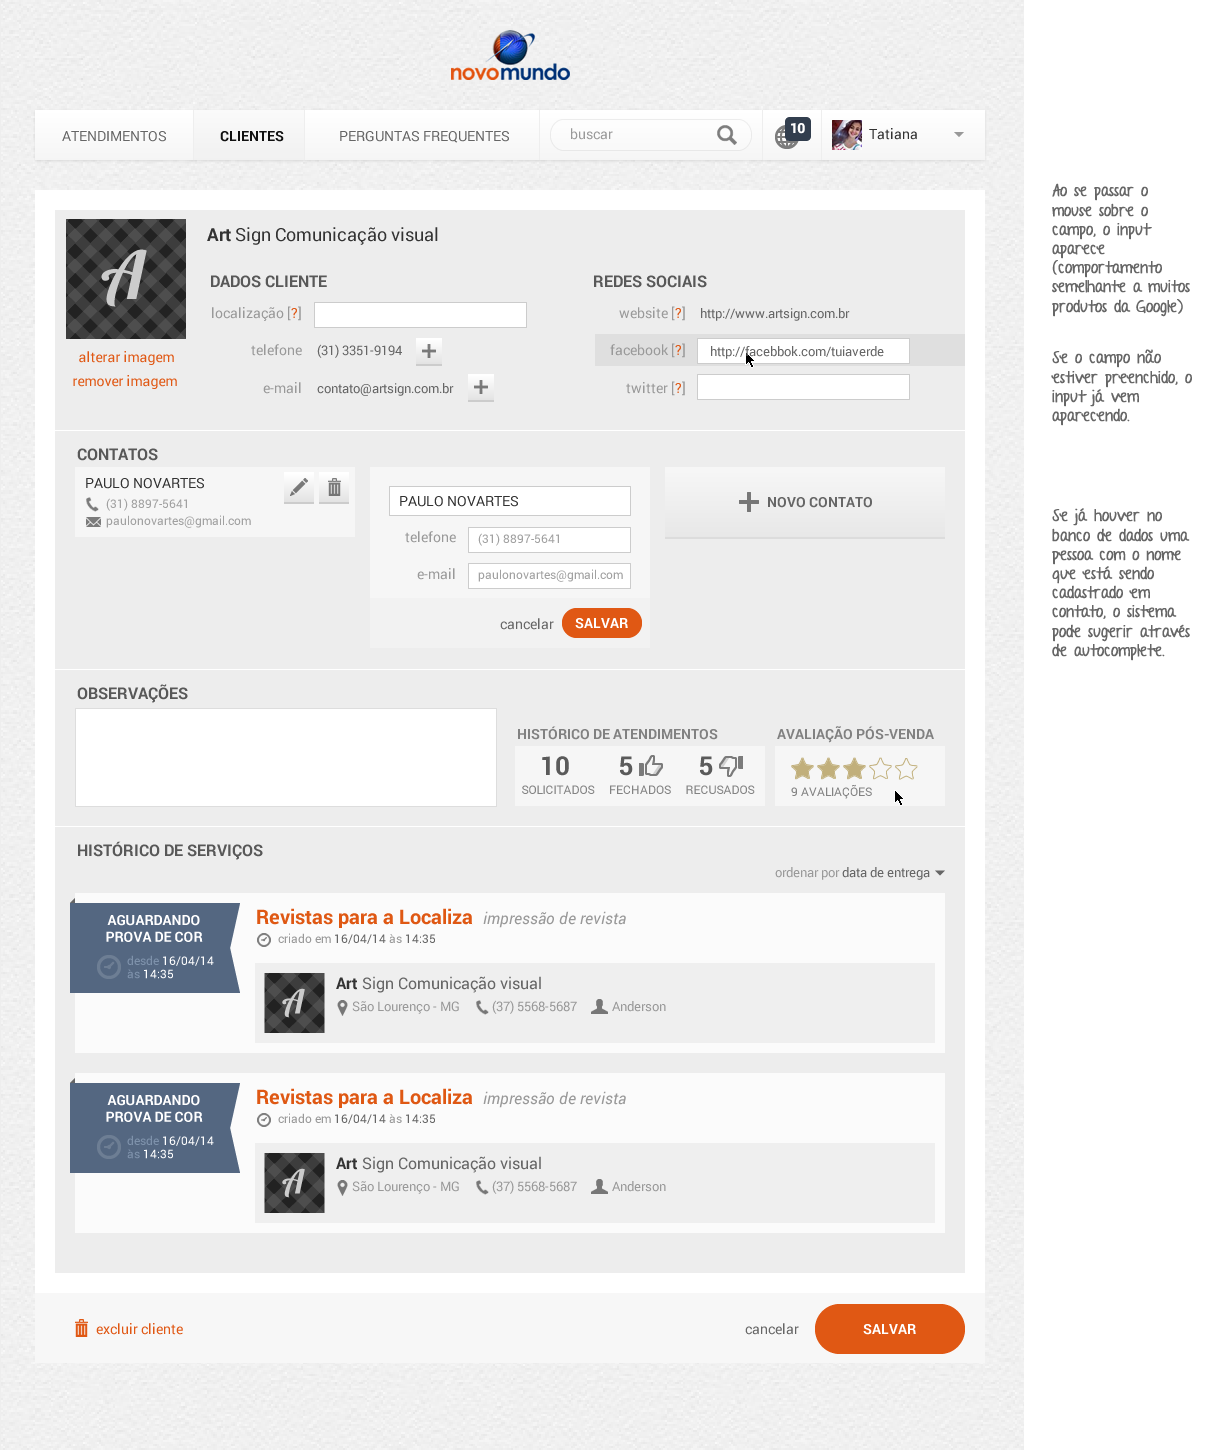 novomundo
ATENDIMENTOS
CLIENTES
PERGUNTAS FREQUENTES
buscar
10
Tatiana
A
alterar imagem
remover imagem
Art Sign Comunicação visual
DADOS CLIENTE
localização [?]
telefone (31) 3351-9194
e-mail contato@artsign.com.br
REDES SOCIAIS
website [?] http://www.artsign.com.br
facebook [?] http://facebbok.com/tuiaverde
twitter [?]
CONTATOS
PAULO NOVARTES
(31) 8897-5641
paulonovartes@gmail.com
PAULO NOVARTES
telefone (31) 8897-5641
e-mail paulonovartes@gmail.com
cancelar SALVAR
NOVO CONTATO
OBSERVAÇÕES
HISTÓRICO DE ATENDIMENTOS
10 5 5
SOLICITADOS FECHADOS RECUSADOS
AVALIAÇÃO PÓS-VENDA
9 AVALIAÇÕES
HISTÓRICO DE SERVIÇOS
ordenar por data de entrega
AGUARDANDO
PROVA DE COR
desde 16/04/14
às 14:35
Revistas para a Localiza impressão de revista
criado em 16/04/14 às 14:35
A
Art Sign Comunicação visual
São Lourenço - MG (37) 5568-5687 Anderson
AGUARDANDO
PROVA DE COR
desde 16/04/14
às 14:35
Revistas para a Localiza impressão de revista
criado em 16/04/14 às 14:35
A
Art Sign Comunicação visual
São Lourenço - MG (37) 5568-5687 Anderson
excluir cliente
cancelar SALVAR
Ao se passar o
mouse sobre o
campo, o input
aparece
(comportamento
semelhante a muitos
produtos da Google)
Se o campo não
estiver preenchido, o
input já vem
aparecendo.
Se já houver no
banco de dados uma
pessoa com o nome
que está sendo
cadastrado em
contato, o sistema
pode sugerir através
de autocomplete.